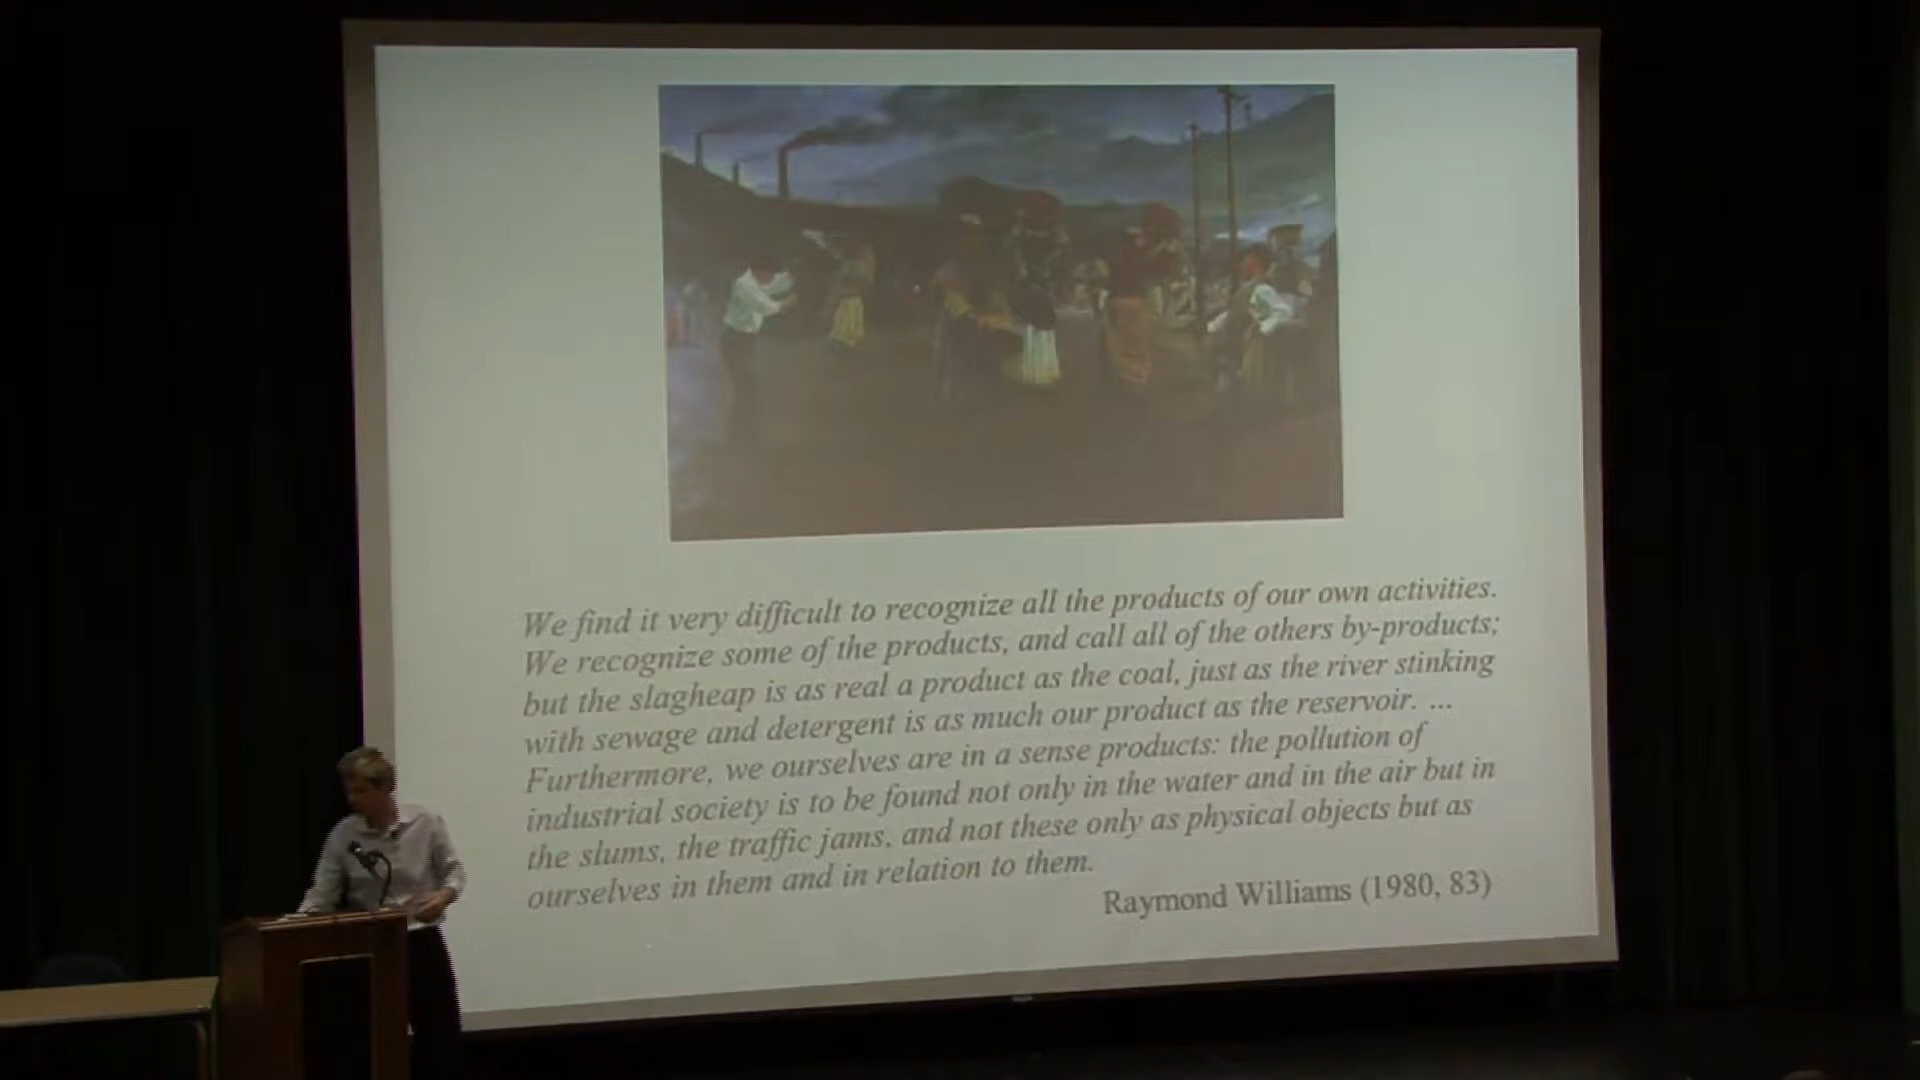 We find it very difficult to recognize all the products of our own activities.
We recognize some of the products, and call all of the others by-products;
but the slagheap is as real a product as the coal, just as the river stinking
with sewage and detergent is as much our product as the reservoir. ...
Furthermore, we ourselves are in a sense products: the pollution of
industrial society is to be found not only in the water and in the air but in
the slums, the traffic jams, and not these only as physical objects but as
ourselves in them and in relation to them.
Raymond Williams (1980, 83)